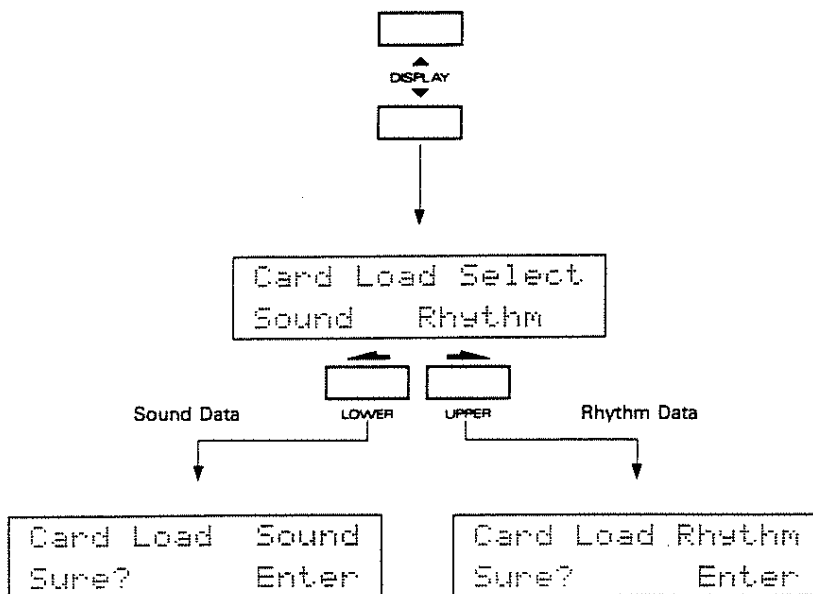 DISPLAY
Card Load Select
Sound Rhythm
Sound Data LOWER UPPER Rhythm Data
Card Load Sound
Sure? Enter
Card Load Rhythm
Sure? Enter